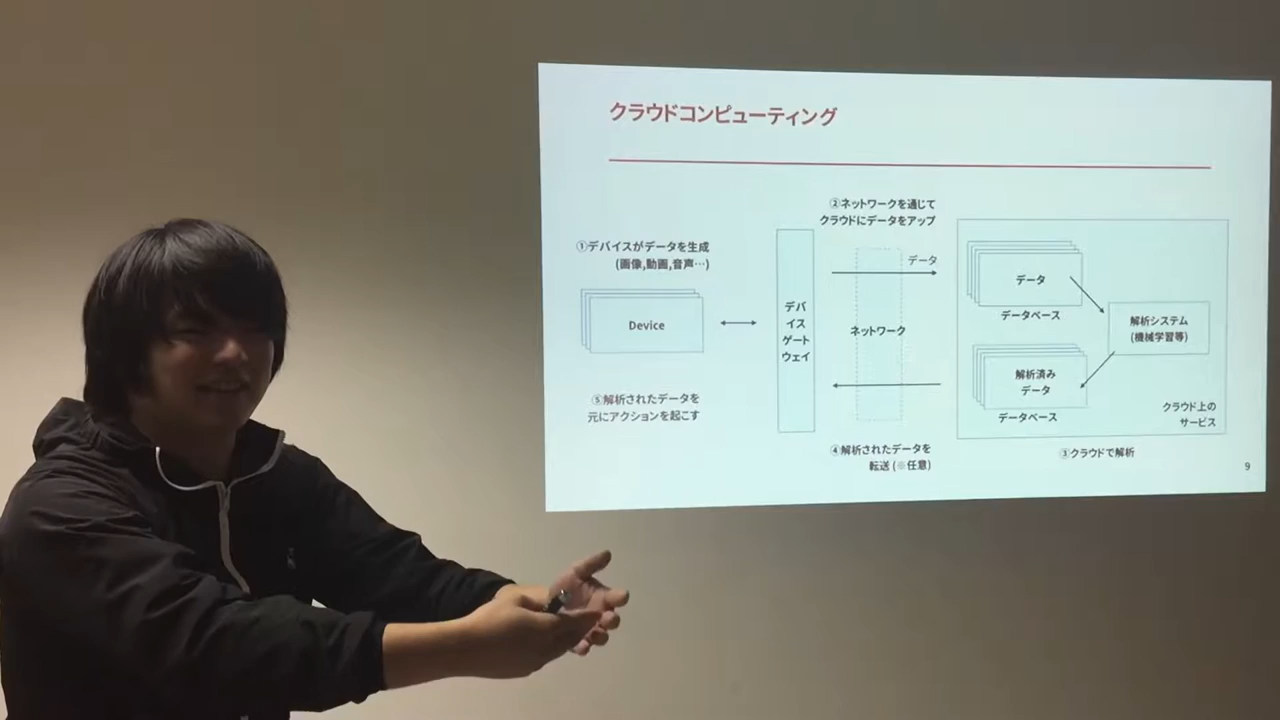 クラウドコンピューティング
②ネットワークを通じて
クラウドにデータをアップ
①デバイスがデータを生成
(画像,動画,音声…)
データ
データ
データベース
Device
デバ
イス
ゲート
ウェイ
ネットワーク
解析システム
(機械学習等)
解析済み
データ
データベース
⑤解析されたデータを
元にアクションを起こす
クラウド上の
サービス
④解析されたデータを
転送 (※任意)
③クラウドで解析
9